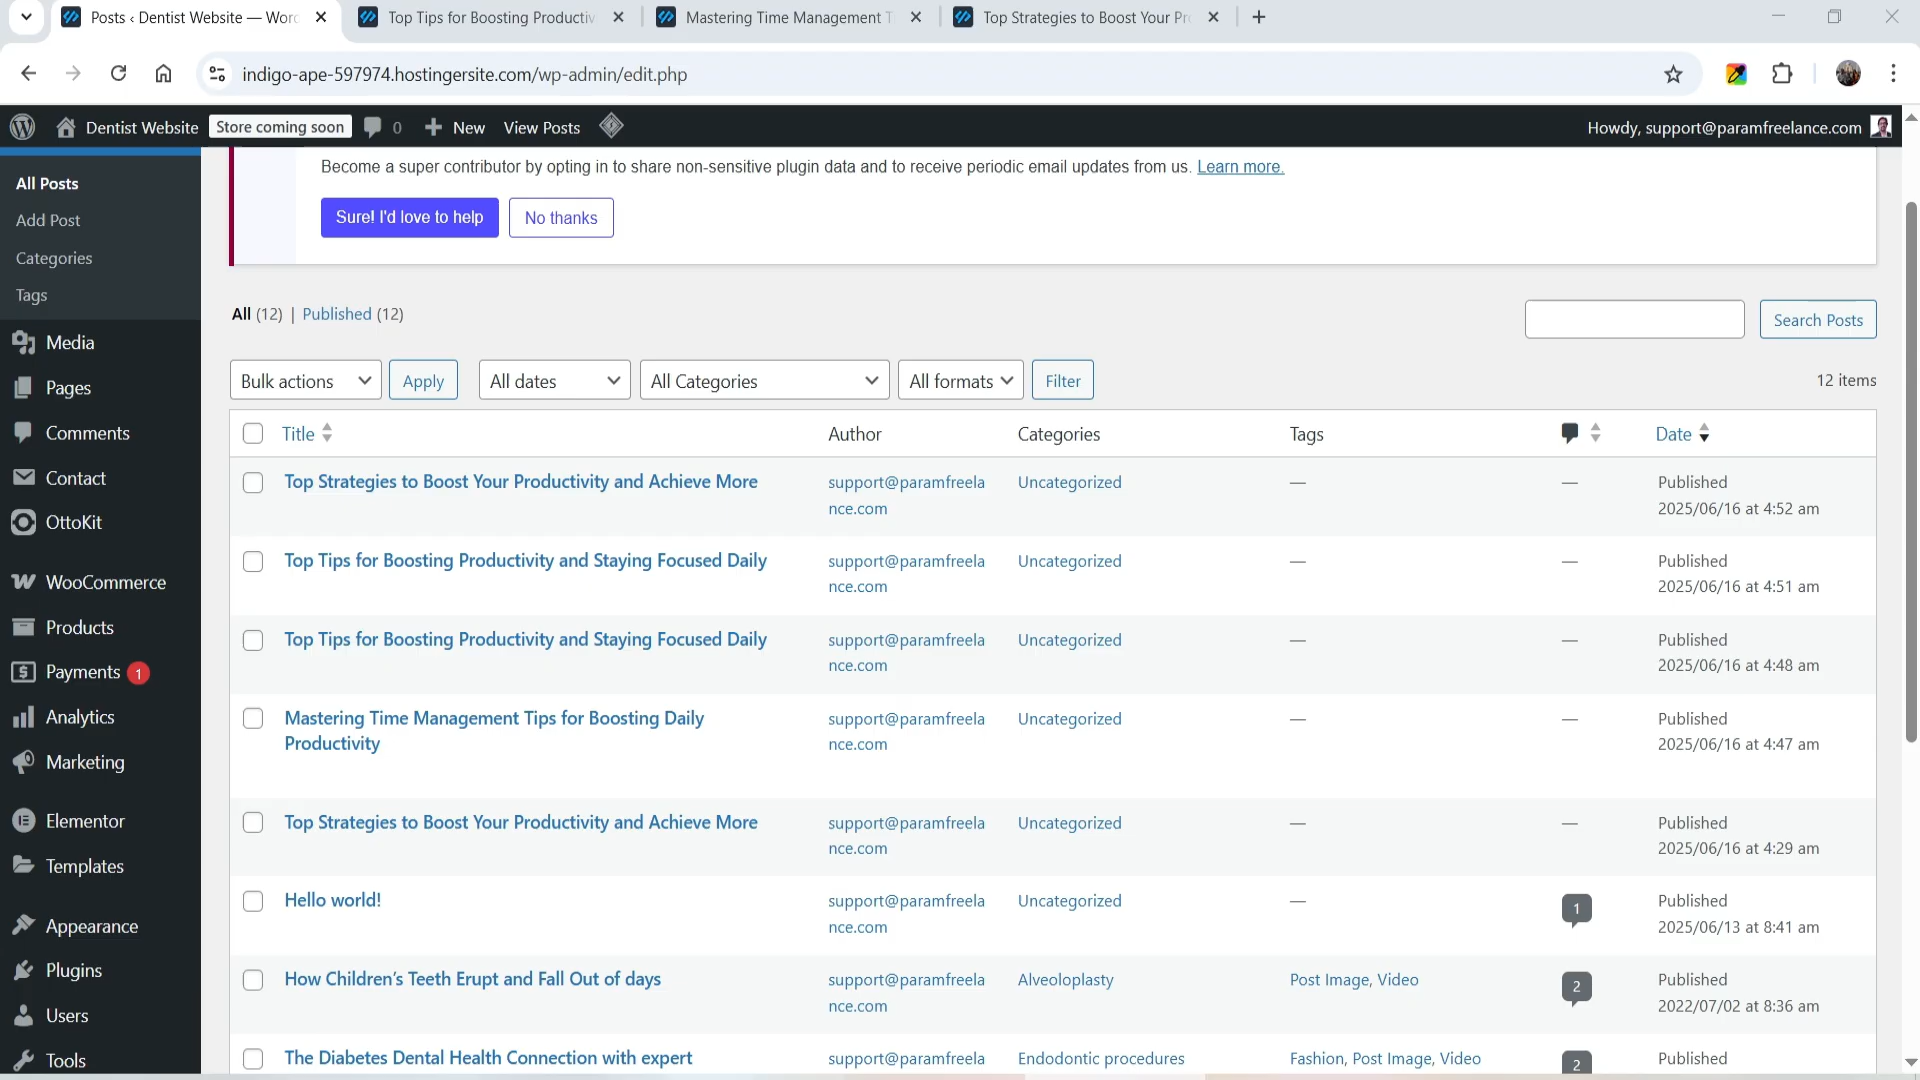 Posts ‹ Dentist Website — Wor
Top Tips for Boosting Productiv
Mastering Time Management T
Top Strategies to Boost Your Pr
indigo-ape-597974.hostingersite.com/wp-admin/edit.php
Dentist Website
Store coming soon
0
New
View Posts
Howdy, support@paramfreelance.com
All Posts
Add Post
Categories
Tags
Media
Pages
Comments
Contact
OttoKit
WooCommerce
Products
Payments 1
Analytics
Marketing
Elementor
Templates
Appearance
Plugins
Users
Tools
Become a super contributor by opting in to share non-sensitive plugin data and to receive periodic email updates from us. Learn more.
Sure! I'd love to help
No thanks
All (12) | Published (12)
Search Posts
Bulk actions
Apply
All dates
All Categories
All formats
Filter
12 items
Title
Author
Categories
Tags
Date
Top Strategies to Boost Your Productivity and Achieve More
support@paramfreela
nce.com
Uncategorized
—
—
Published
2025/06/16 at 4:52 am
Top Tips for Boosting Productivity and Staying Focused Daily
support@paramfreela
nce.com
Uncategorized
—
—
Published
2025/06/16 at 4:51 am
Top Tips for Boosting Productivity and Staying Focused Daily
support@paramfreela
nce.com
Uncategorized
—
—
Published
2025/06/16 at 4:48 am
Mastering Time Management Tips for Boosting Daily
Productivity
support@paramfreela
nce.com
Uncategorized
—
—
Published
2025/06/16 at 4:47 am
Top Strategies to Boost Your Productivity and Achieve More
support@paramfreela
nce.com
Uncategorized
—
—
Published
2025/06/16 at 4:29 am
Hello world!
support@paramfreela
nce.com
Uncategorized
—
1
Published
2025/06/13 at 8:41 am
How Children’s Teeth Erupt and Fall Out of days
support@paramfreela
nce.com
Alveoloplasty
Post Image, Video
2
Published
2022/07/02 at 8:36 am
The Diabetes Dental Health Connection with expert
support@paramfreela
Endodontic procedures
Fashion, Post Image, Video
2
Published